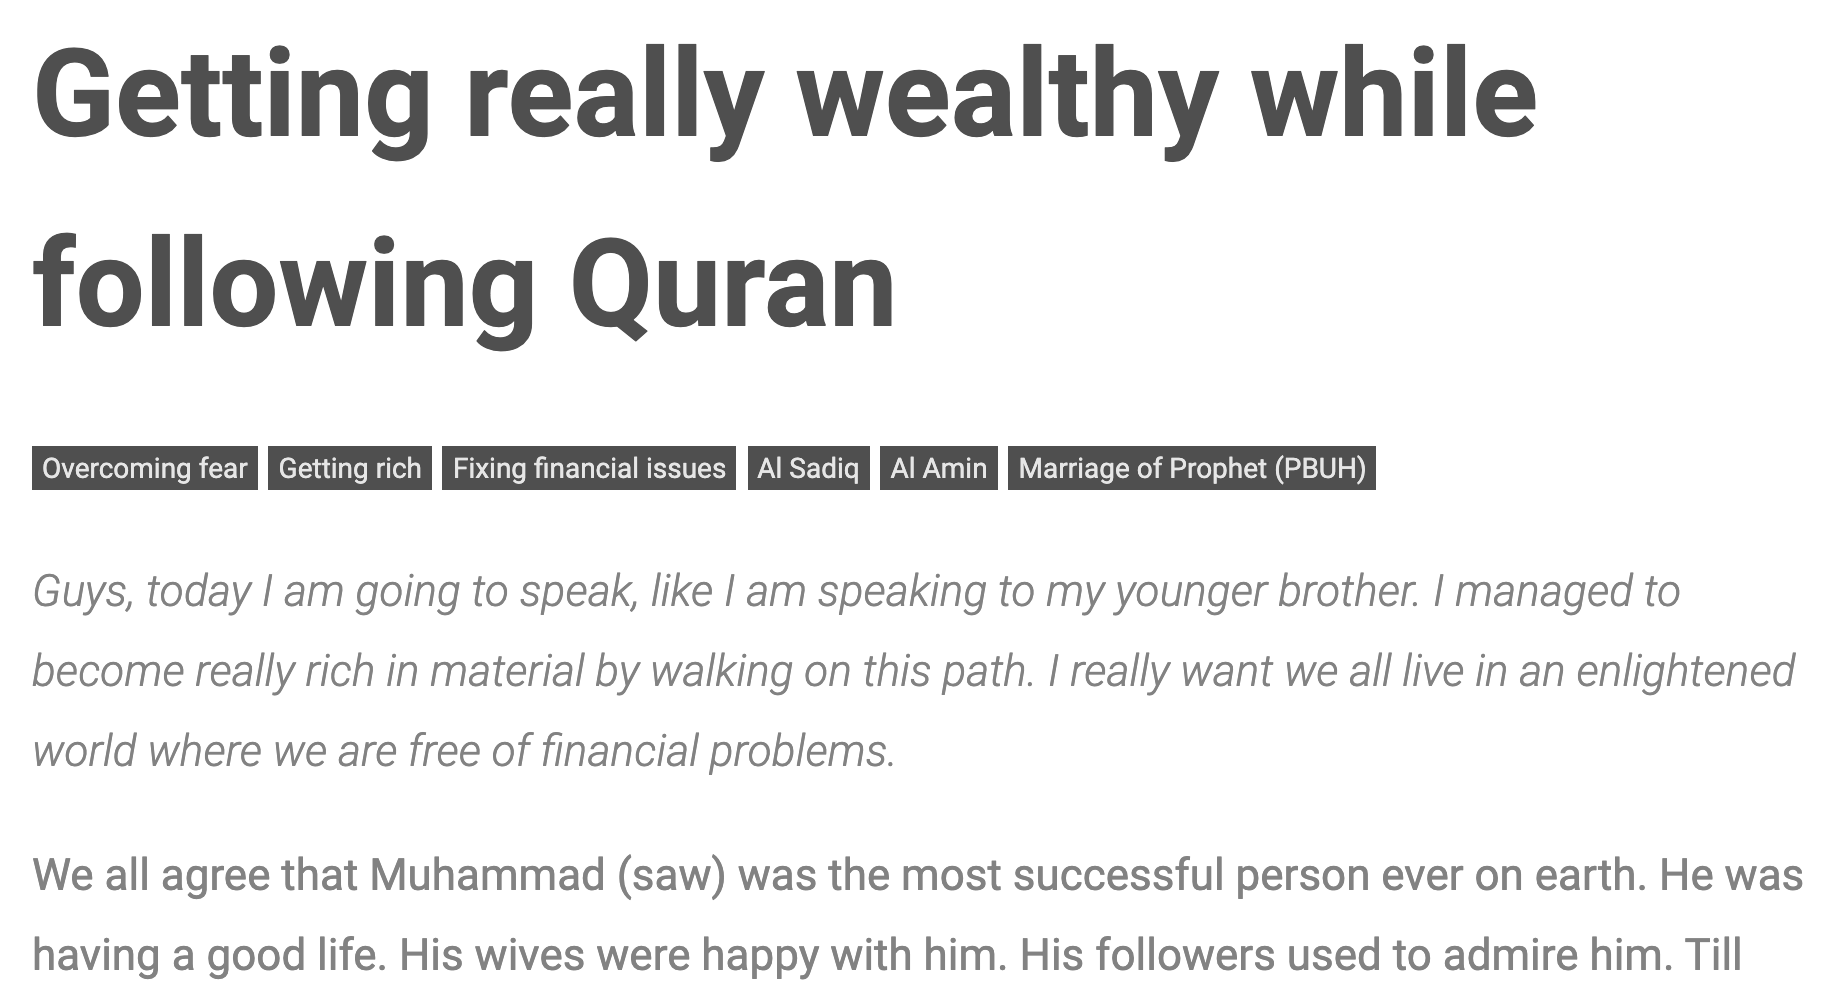 Getting really wealthy while
following Quran
Overcoming fear Getting rich Fixing financial issues Al Sadiq Al Amin Marriage of Prophet (PBUH)
Guys, today I am going to speak, like I am speaking to my younger brother. I managed to
become really rich in material by walking on this path. I really want we all live in an enlightened
world where we are free of financial problems.
We all agree that Muhammad (saw) was the most successful person ever on earth. He was
having a good life. His wives were happy with him. His followers used to admire him. Till